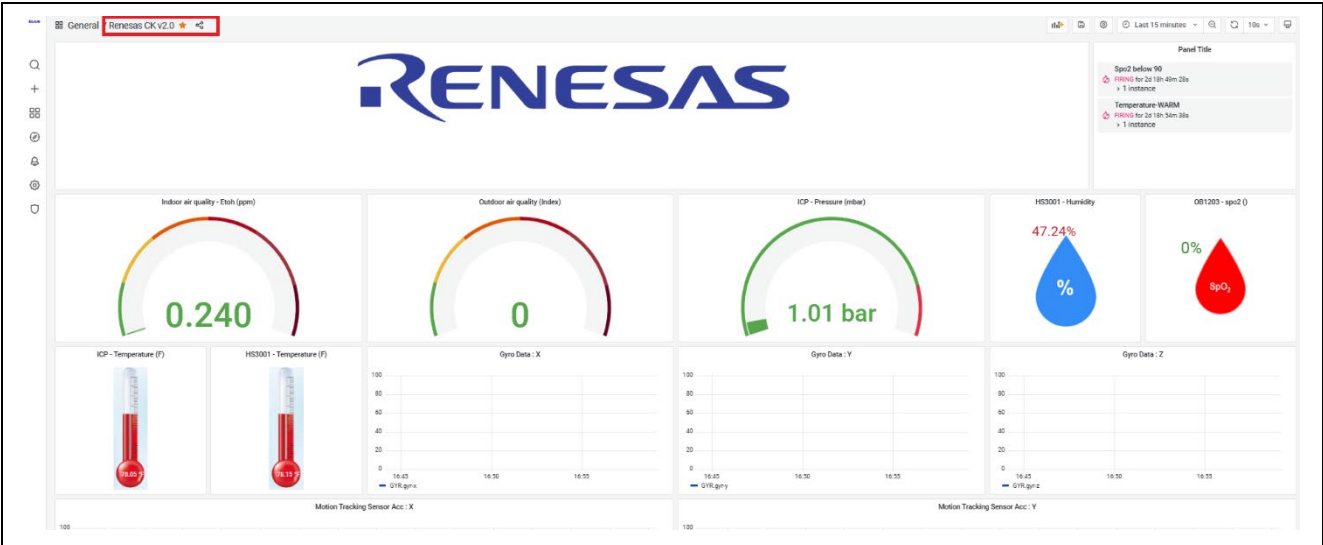 General / Renesas CK v2.0
Last 15 minutes
10s
RENESAS
Panel Title
Spo2 below 90
FIRING for 2d 18h 49m 28s
> 1 instance
Temperature-WARM
FIRING for 2d 18h 54m 38s
> 1 instance
Indoor air quality - Etoh (ppm)
0.240
Outdoor air quality (Index)
0
ICP - Pressure (mbar)
1.01 bar
HS3001 - Humidity
47.24%
%
OB1203 - spo2 ()
0%
SpO₂
ICP - Temperature (F)
78.05 °F
HS3001 - Temperature (F)
78.15 °F
Gyro Data : X
100
80
60
40
20
0
16:45 16:50 16:55
GYR.gyr-x
Gyro Data : Y
100
80
60
40
20
0
16:45 16:50 16:55
GYR.gyr-y
Gyro Data : Z
100
80
60
40
20
0
16:45 16:50 16:55
GYR.gyr-z
Motion Tracking Sensor Acc : X
100
Motion Tracking Sensor Acc : Y
100